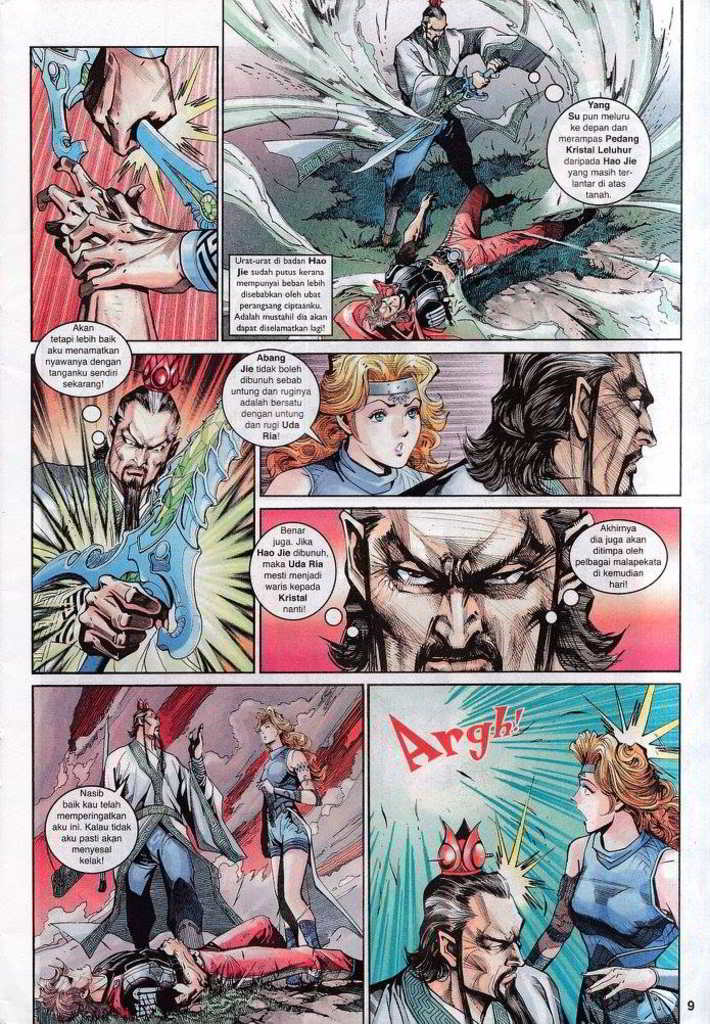 Yang
Su pun meluru
ke depan dan
merampas Pedang
Kristal Leluhur
daripada Hao Jie
yang masih ter-
lantar di atas
tanah.
Urat-urat di badan Hao
Jie sudah putus kerana
mempunyai beban lebih
disebabkan oleh ubat
perangsang ciptaanku.
Adalah mustahil dia akan
dapat diselamatkan lagi!
Akan
tetapi lebih baik
aku menamatkan
nyawanya dengan
tanganku sendiri
sekarang!
Abang
Jie tidak boleh
dibunuh sebab
untung dan ruginya
adalah bersatu
dengan untung
dan rugi Uda
Ria!
Benar
juga. Jika
Hao Jie dibunuh,
maka Uda Ria
mesti menjadi
waris kepada
Kristal
nanti!
Akhirnya
dia juga akan
ditimpa oleh
pelbagai malapekata
di kemudian
hari!
Nasib
baik kau telah
memperingatkan
aku ini. Kalau tidak
aku pasti akan
menyesal
kelak!
Argh!
9